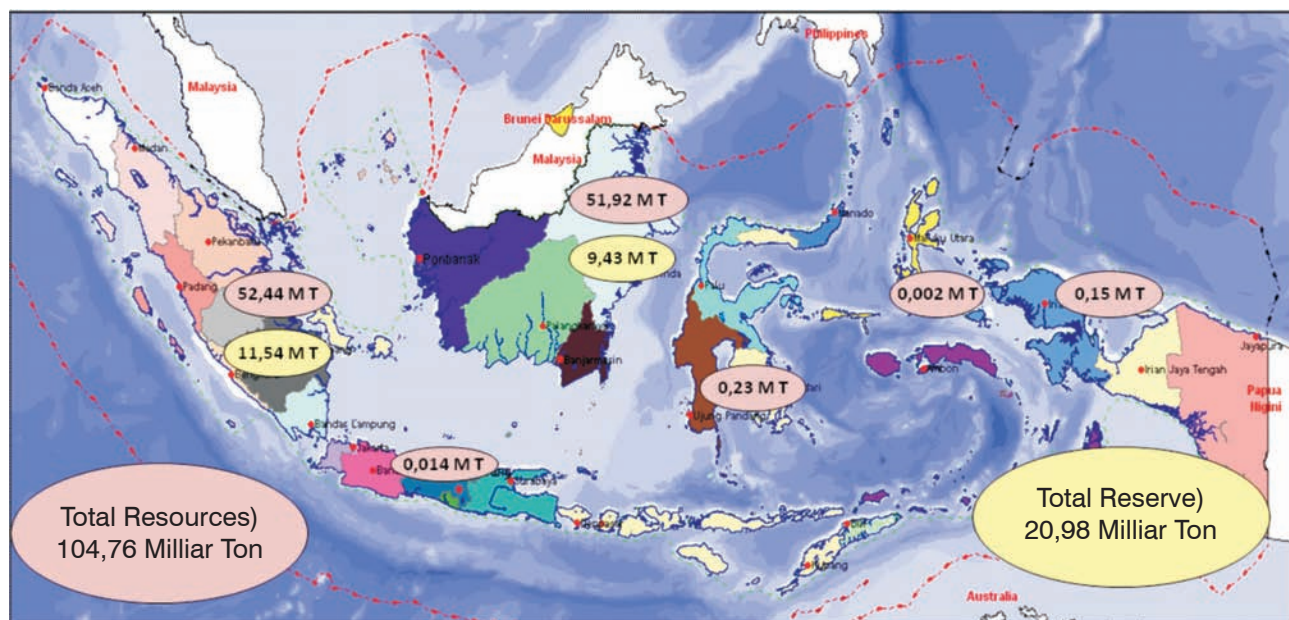 Philippines
Malaysia
Banda Aceh
Brunei Darussalam
Malaysia
51,92 M T
9,43 M T
Manado
Pekanbaru
Padang
52,44 M T
11,54 M T
0,002 M T
0,15 M T
Palu
Jayapura
Banjarmasin
Irian Jaya Tengah
Ambon
Papua
0,23 M T
Ujung Pandang
Bandar Lampung
Jakarta
0,014 M T
Surabaya
Total Resources)
104,76 Milliar Ton
Total Reserve)
20,98 Milliar Ton
Kupang
Australia